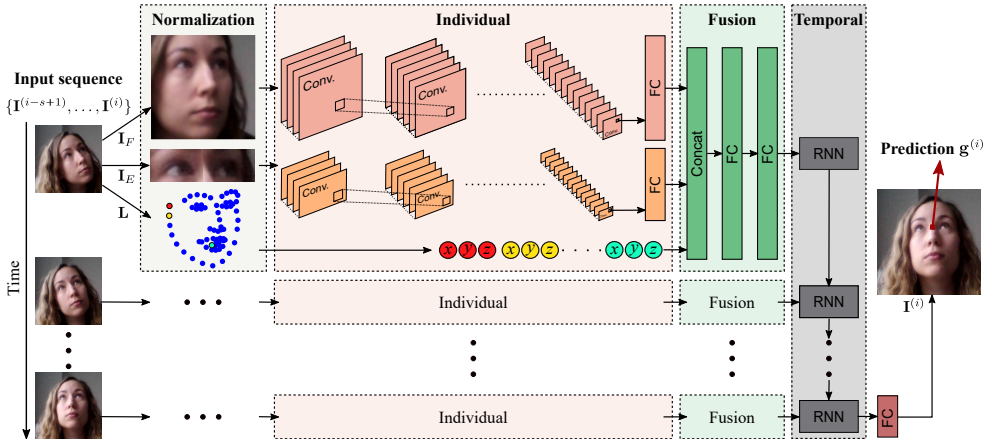 Normalization
Individual
Fusion
Temporal
Input sequence
{I^(i−s+1), . . . , I^(i)}
I_F
I_E
L
Time
Conv.
Conv.
Conv.
FC
Conv.
Conv.
FC
x y z x y z x y z
Concat
FC
FC
RNN
Prediction g^(i)
I^(i)
Individual
Fusion
RNN
Individual
Fusion
RNN
FC